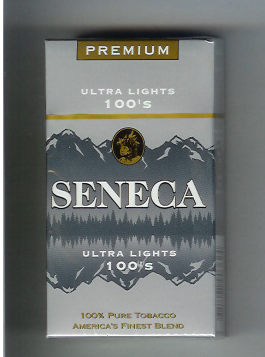 PREMIUM
ULTRA LIGHTS
100's
SENECA
ULTRA LIGHTS
100's
100% PURE TOBACCO
AMERICA'S FINEST BLEND